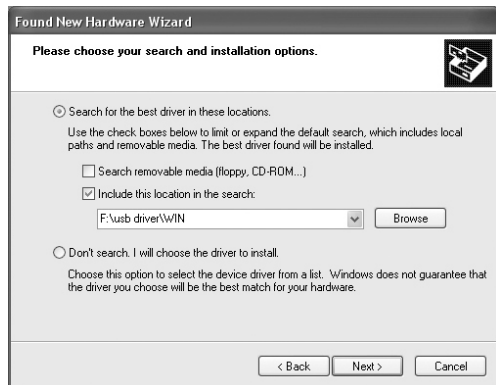 Found New Hardware Wizard
Please choose your search and installation options.
Search for the best driver in these locations.
Use the check boxes below to limit or expand the default search, which includes local
paths and removable media. The best driver found will be installed.
Search removable media (floppy, CD-ROM...)
Include this location in the search:
F:\usb driver\WIN
Browse
Don't search. I will choose the driver to install.
Choose this option to select the device driver from a list. Windows does not guarantee that
the driver you choose will be the best match for your hardware.
< Back Next > Cancel